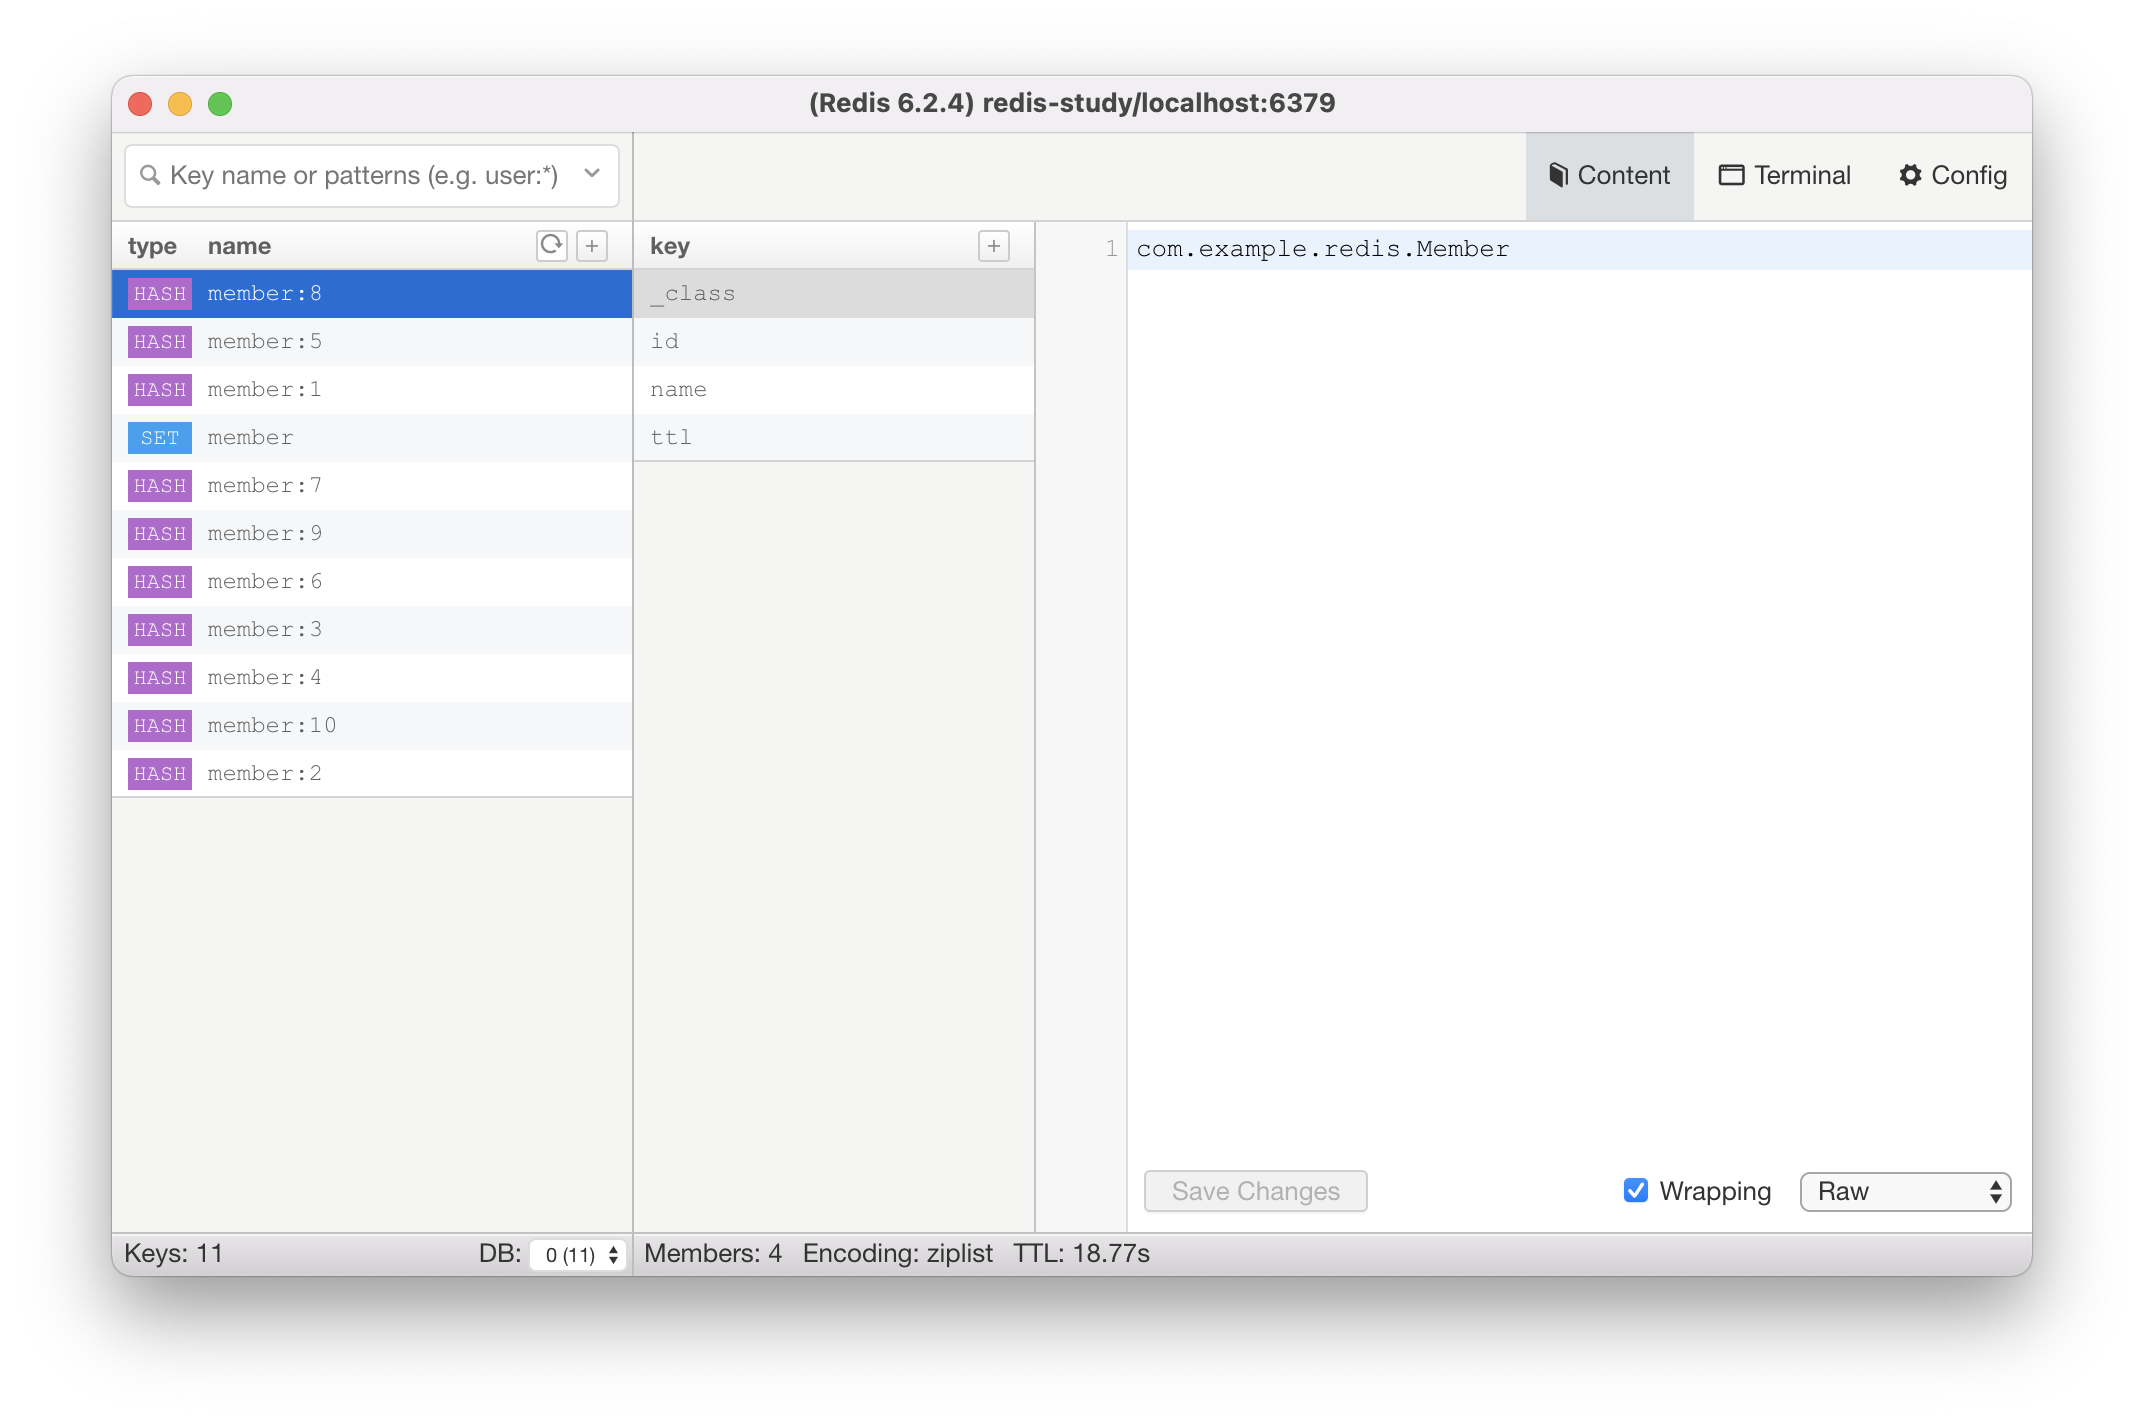 (Redis 6.2.4) redis-study/localhost:6379
Key name or patterns (e.g. user:*)
Content
Terminal
Config
type name
HASH member:8
HASH member:5
HASH member:1
SET member
HASH member:7
HASH member:9
HASH member:6
HASH member:3
HASH member:4
HASH member:10
HASH member:2
key
_class
id
name
ttl
1 com.example.redis.Member
Save Changes
Wrapping
Raw
Keys: 11
DB: 0 (11)
Members: 4 Encoding: ziplist TTL: 18.77s